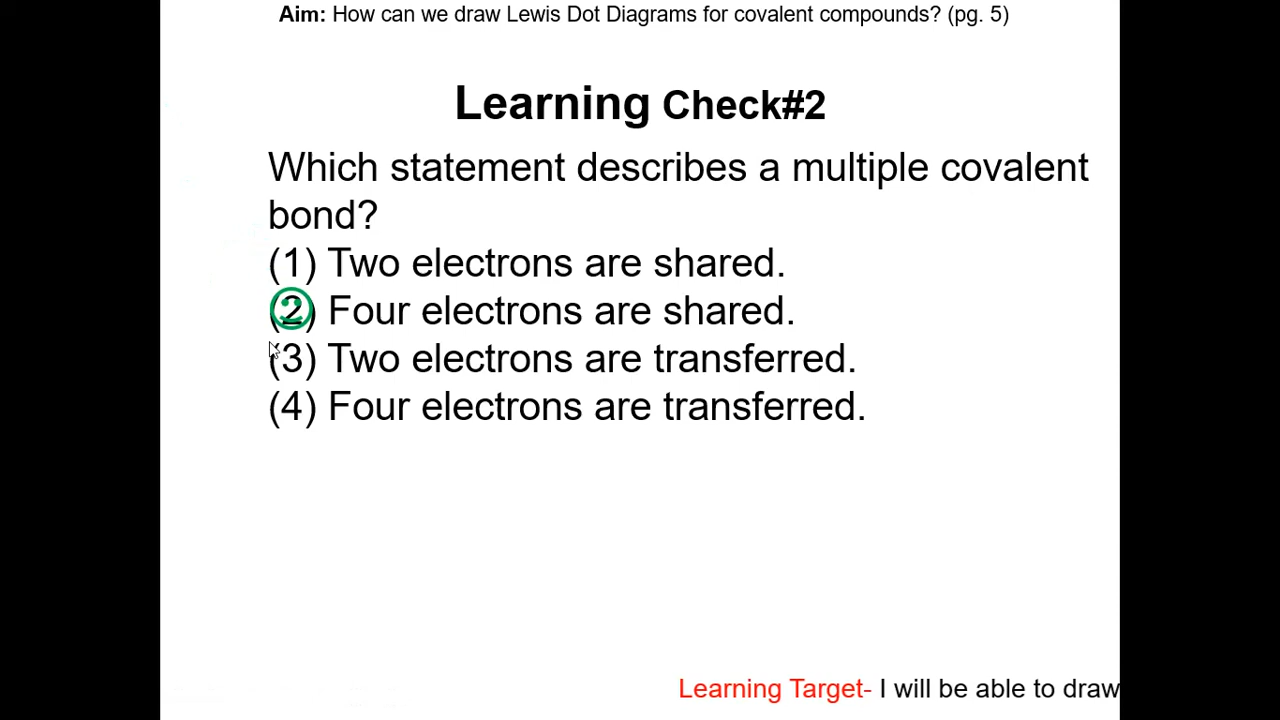 Aim: How can we draw Lewis Dot Diagrams for covalent compounds? (pg. 5)
Learning Check#2
Which statement describes a multiple covalent
bond?
(1) Two electrons are shared.
(2) Four electrons are shared.
(3) Two electrons are transferred.
(4) Four electrons are transferred.
Learning Target- I will be able to draw